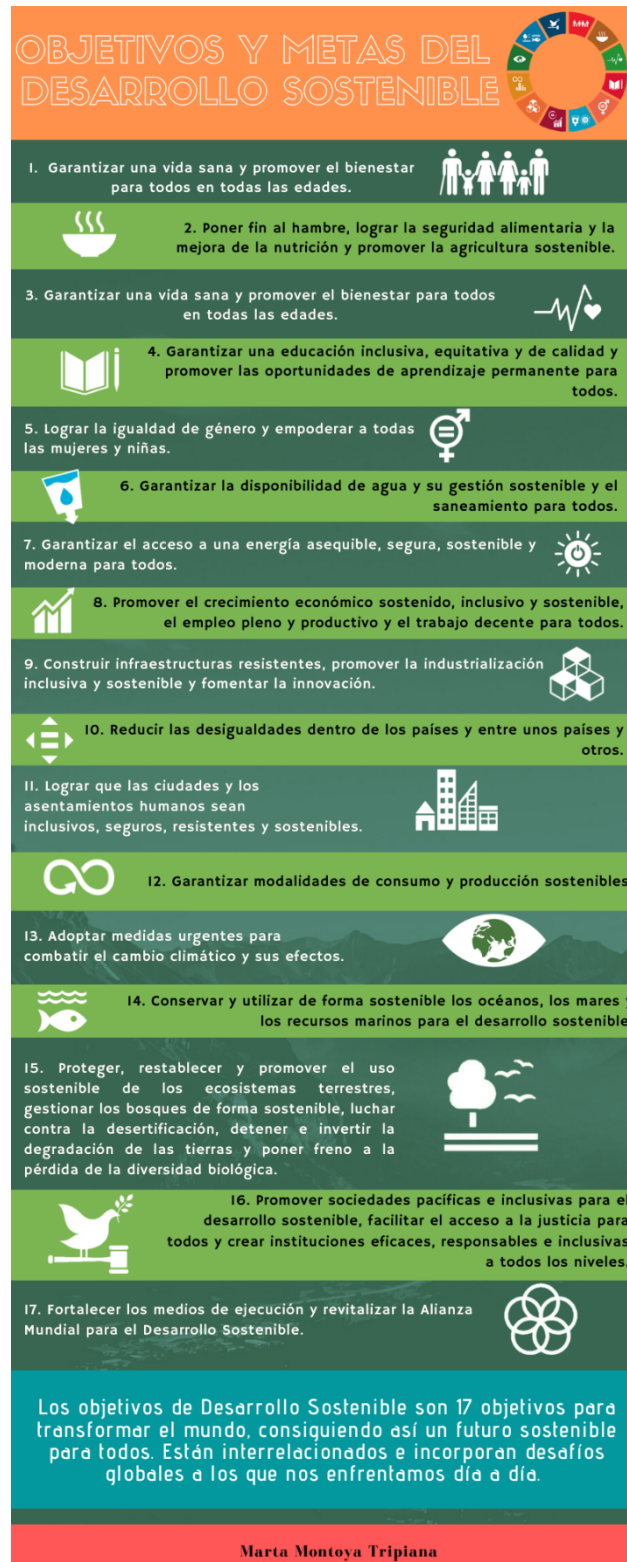 OBJETIVOS Y METAS DEL
DESARROLLO SOSTENIBLE
1. Garantizar una vida sana y promover el bienestar
para todos en todas las edades.
2. Poner fin al hambre, lograr la seguridad alimentaria y la
mejora de la nutrición y promover la agricultura sostenible.
3. Garantizar una vida sana y promover el bienestar para todos
en todas las edades.
4. Garantizar una educación inclusiva, equitativa y de calidad y
promover las oportunidades de aprendizaje permanente para
todos.
5. Lograr la igualdad de género y empoderar a todas
las mujeres y niñas.
6. Garantizar la disponibilidad de agua y su gestión sostenible y el
saneamiento para todos.
7. Garantizar el acceso a una energía asequible, segura, sostenible y
moderna para todos.
8. Promover el crecimiento económico sostenido, inclusivo y sostenible,
el empleo pleno y productivo y el trabajo decente para todos.
9. Construir infraestructuras resistentes, promover la industrialización
inclusiva y sostenible y fomentar la innovación.
10. Reducir las desigualdades dentro de los países y entre unos países y
otros.
11. Lograr que las ciudades y los
asentamientos humanos sean
inclusivos, seguros, resistentes y sostenibles.
12. Garantizar modalidades de consumo y producción sostenibles
13. Adoptar medidas urgentes para
combatir el cambio climático y sus efectos.
14. Conservar y utilizar de forma sostenible los océanos, los mares y
los recursos marinos para el desarrollo sostenible
15. Proteger, restablecer y promover el uso
sostenible de los ecosistemas terrestres,
gestionar los bosques de forma sostenible, luchar
contra la desertificación, detener e invertir la
degradación de las tierras y poner freno a la
pérdida de la diversidad biológica.
16. Promover sociedades pacíficas e inclusivas para el
desarrollo sostenible, facilitar el acceso a la justicia para
todos y crear instituciones eficaces, responsables e inclusivas
a todos los niveles.
17. Fortalecer los medios de ejecución y revitalizar la Alianza
Mundial para el Desarrollo Sostenible.
Los objetivos de Desarrollo Sostenible son 17 objetivos para
transformar el mundo, consiguiendo así un futuro sostenible
para todos. Están interrelacionados e incorporan desafíos
globales a los que nos enfrentamos día a día.
Marta Montoya Tripiana